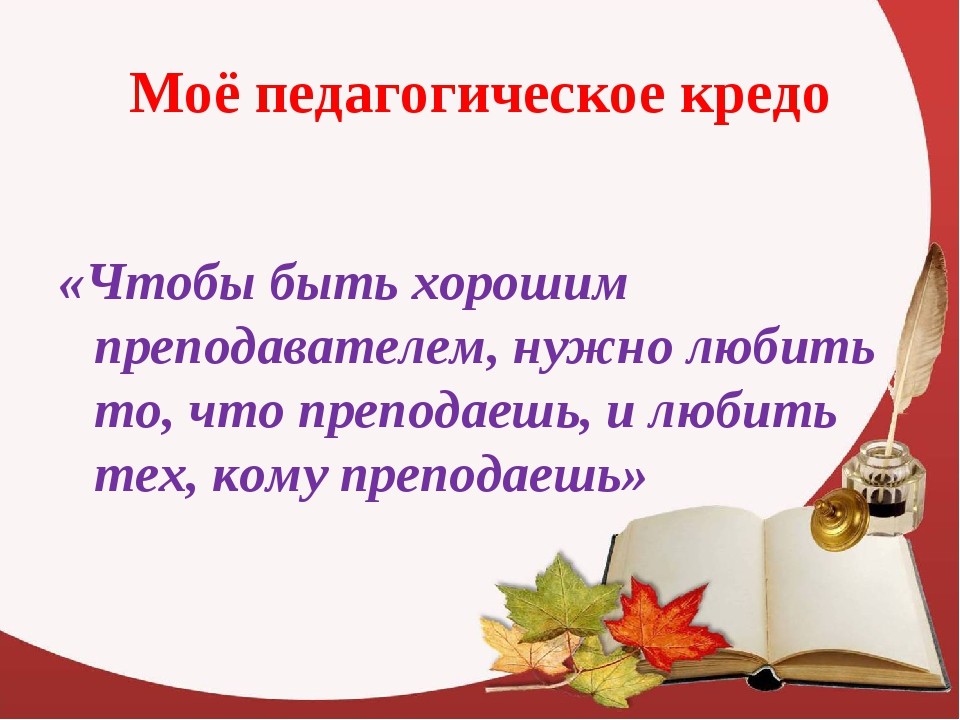 Моё педагогическое кредо
«Чтобы быть хорошим
преподавателем, нужно любить
то, что преподаешь, и любить
тех, кому преподаешь»